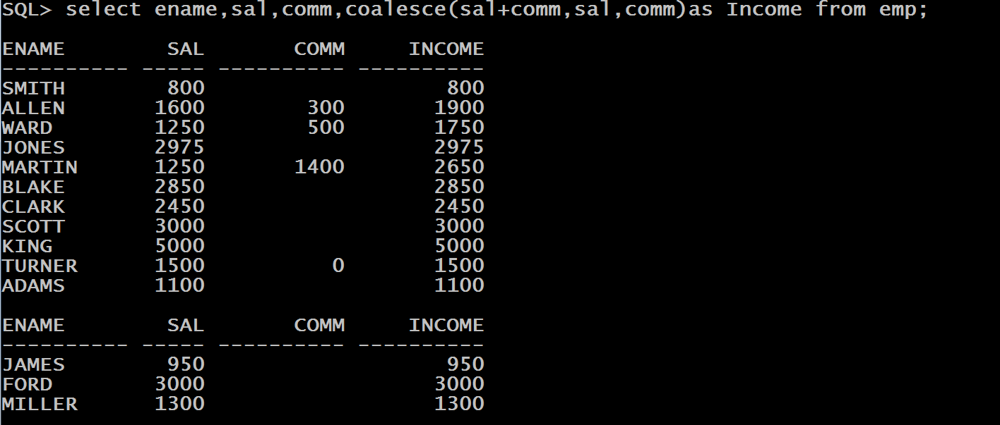 SQL> select ename,sal,comm,coalesce(sal+comm,sal,comm)as Income from emp;
ENAME        SAL       COMM     INCOME
---------- ----- ---------- ----------
SMITH        800                   800
ALLEN       1600        300       1900
WARD        1250        500       1750
JONES       2975                  2975
MARTIN      1250       1400       2650
BLAKE       2850                  2850
CLARK       2450                  2450
SCOTT       3000                  3000
KING        5000                  5000
TURNER      1500          0       1500
ADAMS       1100                  1100
ENAME        SAL       COMM     INCOME
---------- ----- ---------- ----------
JAMES        950                   950
FORD        3000                  3000
MILLER      1300                  1300